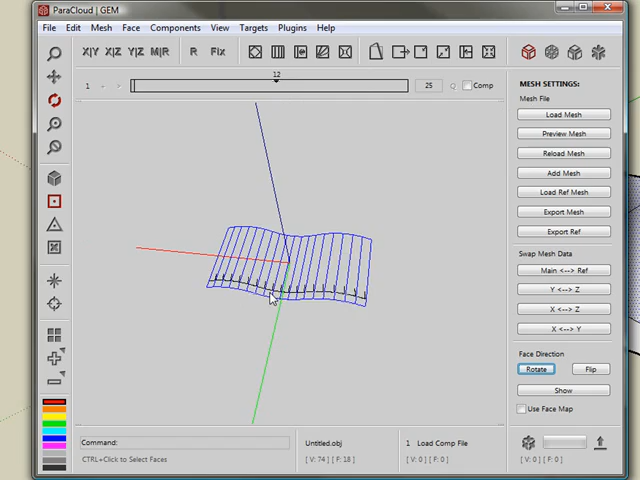 ParaCloud | GEM
File Edit Mesh Face Components View Targets Plugins Help
X|Y X|Z Y|Z M|R R Fix
12
1 25 Q Comp
MESH SETTINGS:
Mesh File
Load Mesh
Preview Mesh
Reload Mesh
Add Mesh
Load Ref Mesh
Export Mesh
Export Ref
Swap Mesh Data
Main <--> Ref
Y <--> Z
X <--> Z
X <--> Y
Face Direction
Rotate Flip
Show
Use Face Map
Command: Untitled.obj 1 Load Comp File
CTRL+Click to Select Faces [ V: 74 ] [ F: 18 ] [ V: 0 ] [ F: 0 ] [ V: 0 ] [ F: 0 ]